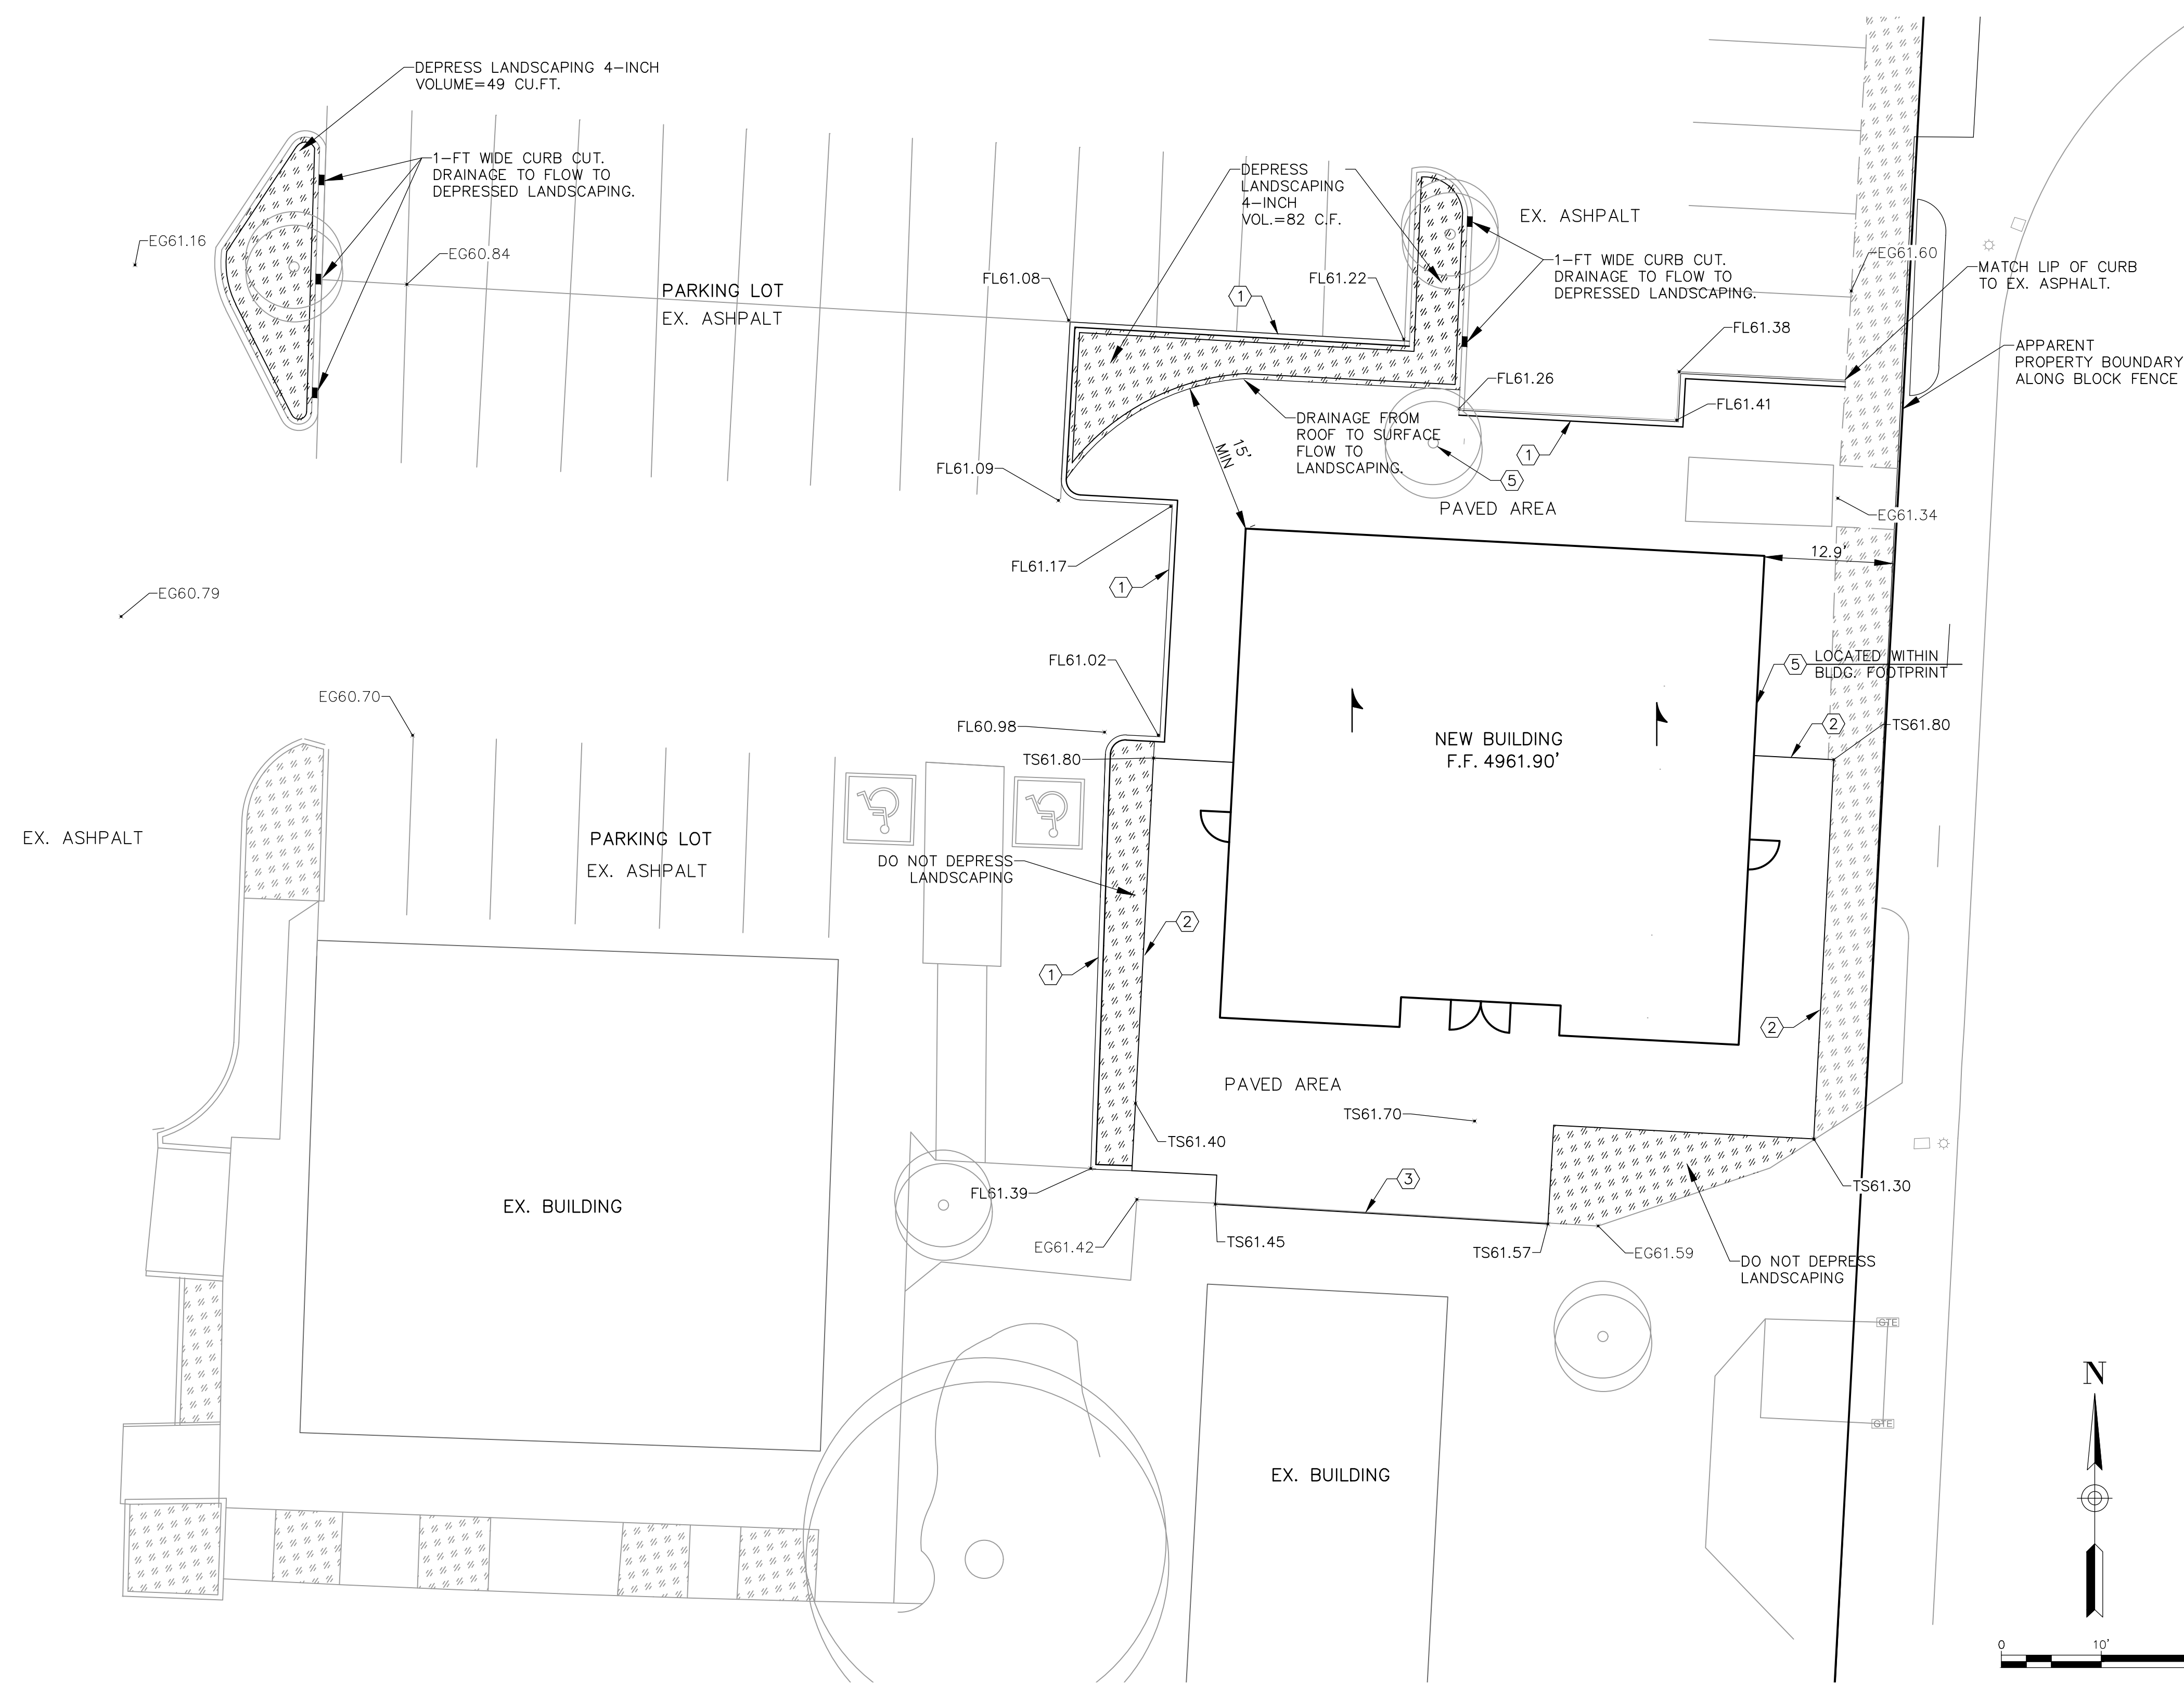 DEPRESS LANDSCAPING 4-INCH
VOLUME=49 CU.FT.
1-FT WIDE CURB CUT.
DRAINAGE TO FLOW TO
DEPRESSED LANDSCAPING.
DEPRESS
LANDSCAPING
4-INCH
VOL.=82 C.F.
EX. ASHPALT
EG61.16
EG60.84
EG61.60
1-FT WIDE CURB CUT.
DRAINAGE TO FLOW TO
DEPRESSED LANDSCAPING.
MATCH LIP OF CURB
TO EX. ASPHALT.
FL61.08
FL61.22
1
PARKING LOT
EX. ASHPALT
FL61.38
APPARENT
PROPERTY BOUNDARY
ALONG BLOCK FENCE
FL61.26
FL61.41
DRAINAGE FROM
ROOF TO SURFACE
FLOW TO
LANDSCAPING.
15'
MIN
1
FL61.09
5
PAVED AREA
EG61.34
12.9'
FL61.17
1
EG60.79
FL61.02
5
LOCATED WITHIN
BLDG. FOOTPRINT
EG60.70
FL60.98
2
TS61.80
TS61.80
NEW BUILDING
F.F. 4961.90'
EX. ASHPALT
PARKING LOT
EX. ASHPALT
DO NOT DEPRESS
LANDSCAPING
2
1
2
PAVED AREA
TS61.70
TS61.40
3
FL61.39
TS61.30
EX. BUILDING
EG61.42
TS61.45
TS61.57
EG61.59
DO NOT DEPRESS
LANDSCAPING
GTE
GTE
N
EX. BUILDING
0
10'